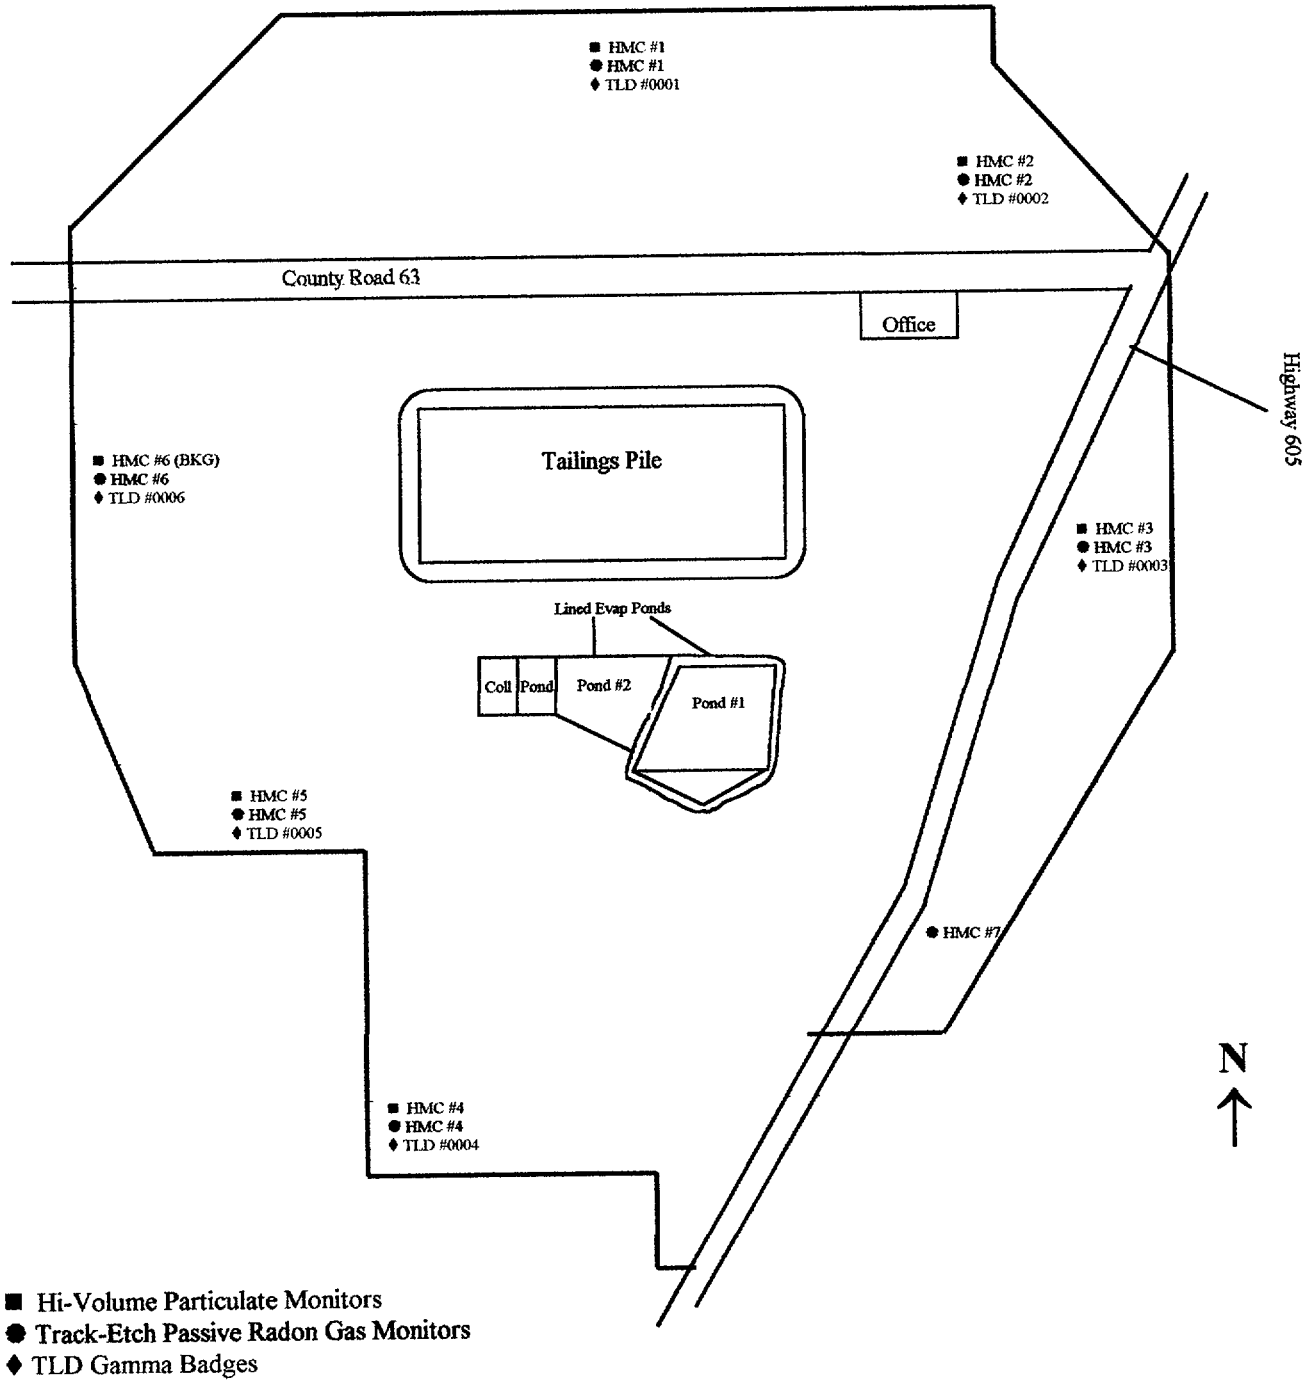 HMC #1
HMC #1
TLD #0001
HMC #2
HMC #2
TLD #0002
County Road 63
Office
Highway 605
Tailings Pile
HMC #6 (BKG)
HMC #6
TLD #0006
HMC #3
HMC #3
TLD #0003
Lined Evap Ponds
Coll
Pond
Pond #2
Pond #1
HMC #5
HMC #5
TLD #0005
HMC #7
N
HMC #4
HMC #4
TLD #0004
Hi-Volume Particulate Monitors
Track-Etch Passive Radon Gas Monitors
TLD Gamma Badges